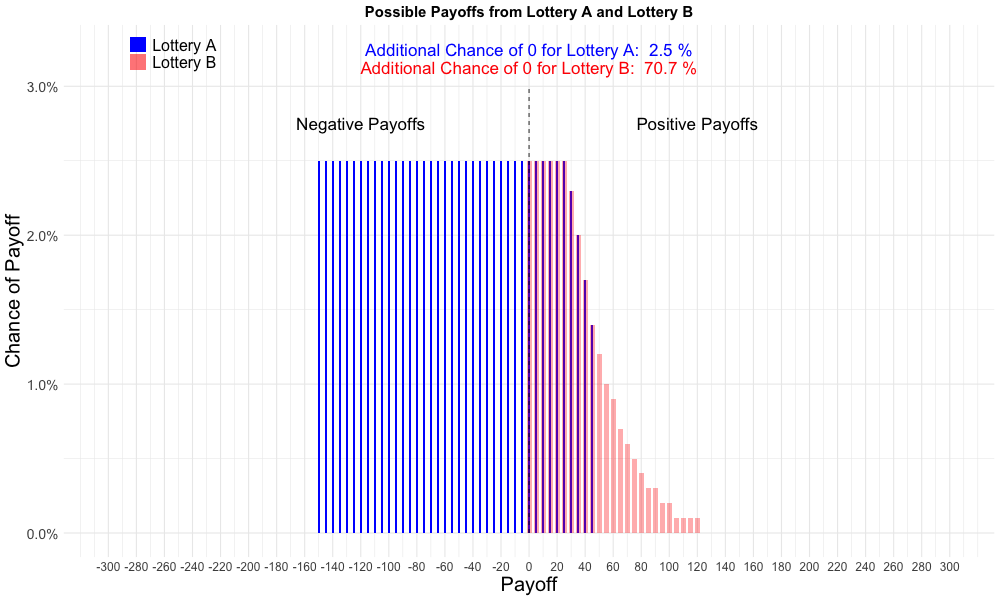 Possible Payoffs from Lottery A and Lottery B
Lottery A
Lottery B
Additional Chance of 0 for Lottery A:  2.5 %
Additional Chance of 0 for Lottery B:  70.7 %
Negative Payoffs
Positive Payoffs
Chance of Payoff
3.0%
2.0%
1.0%
0.0%
-300 -280 -260 -240 -220 -200 -180 -160 -140 -120 -100 -80 -60 -40 -20 0 20 40 60 80 100 120 140 160 180 200 220 240 260 280 300
Payoff